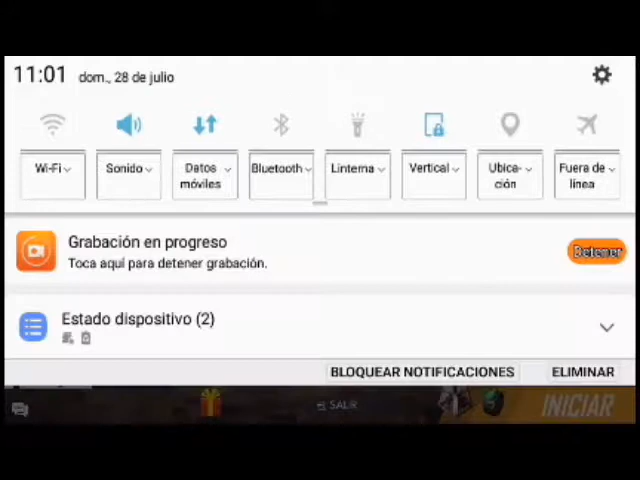 11:01 dom., 28 de julio
Wi-Fi
Sonido
Datos
móviles
Bluetooth
Linterna
Vertical
Ubica-
ción
Fuera de
línea
Grabación en progreso
Toca aquí para detener grabación.
Detener
Estado dispositivo (2)
BLOQUEAR NOTIFICACIONES ELIMINAR
SALIR
INICIAR